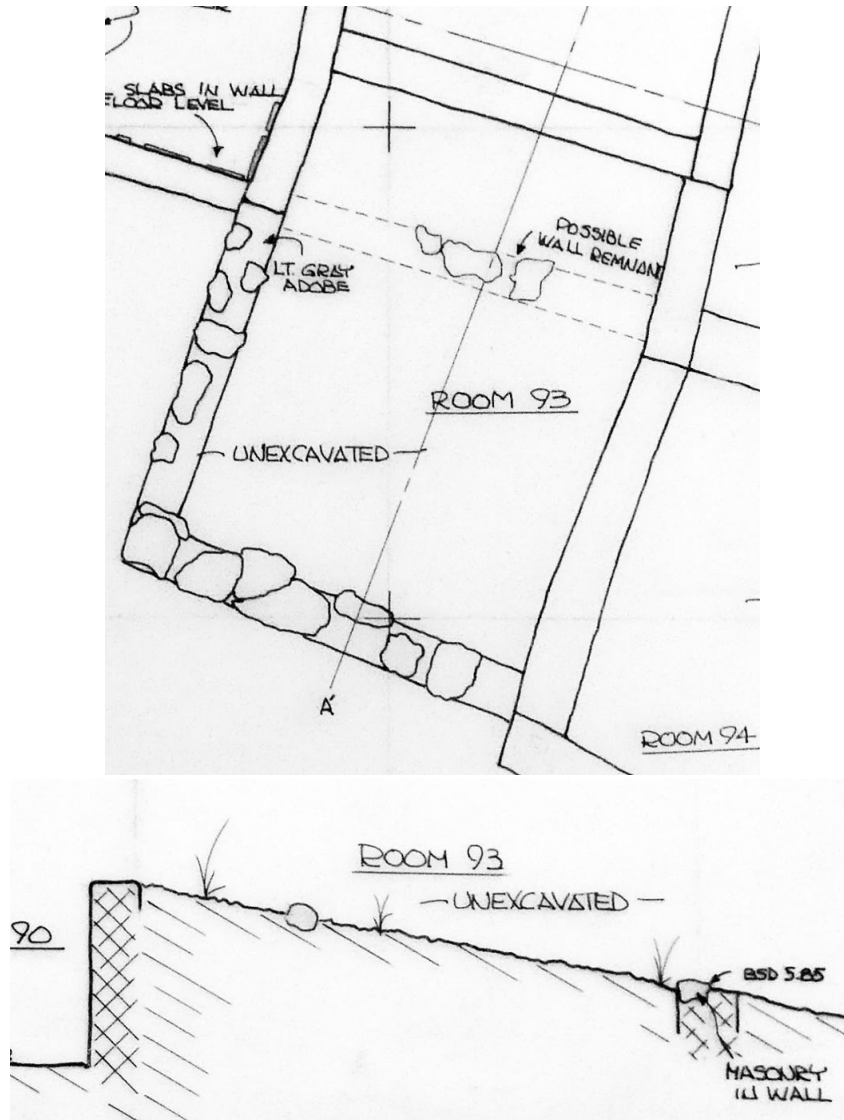 SLABS IN WALL
FLOOR LEVEL
POSSIBLE
WALL REMNANT
LT. GRAY
ADOBE
ROOM 93
UNEXCAVATED
A'
ROOM 94
ROOM 93
UNEXCAVATED
90
BSD 5.85
MASONRY
IN WALL